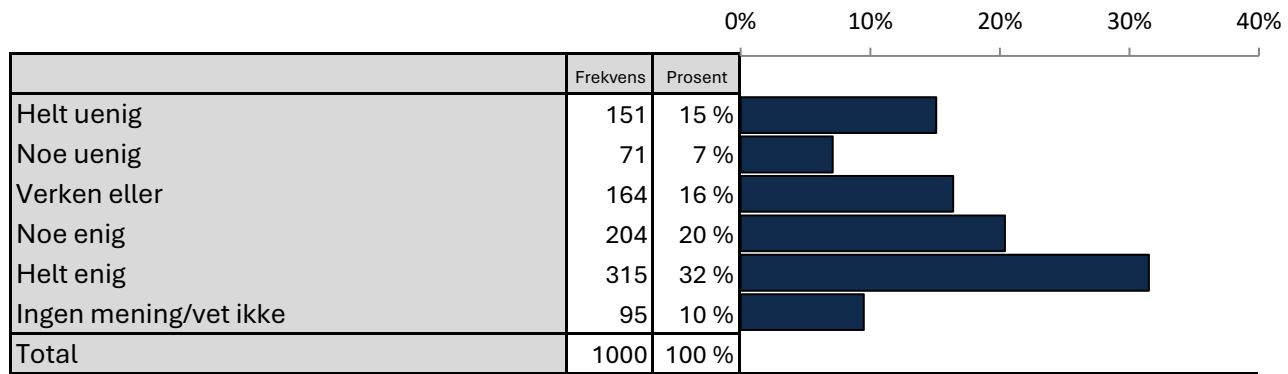 0% 10% 20% 30% 40%
Frekvens Prosent
Helt uenig 151 15 %
Noe uenig 71 7 %
Verken eller 164 16 %
Noe enig 204 20 %
Helt enig 315 32 %
Ingen mening/vet ikke 95 10 %
Total 1000 100 %